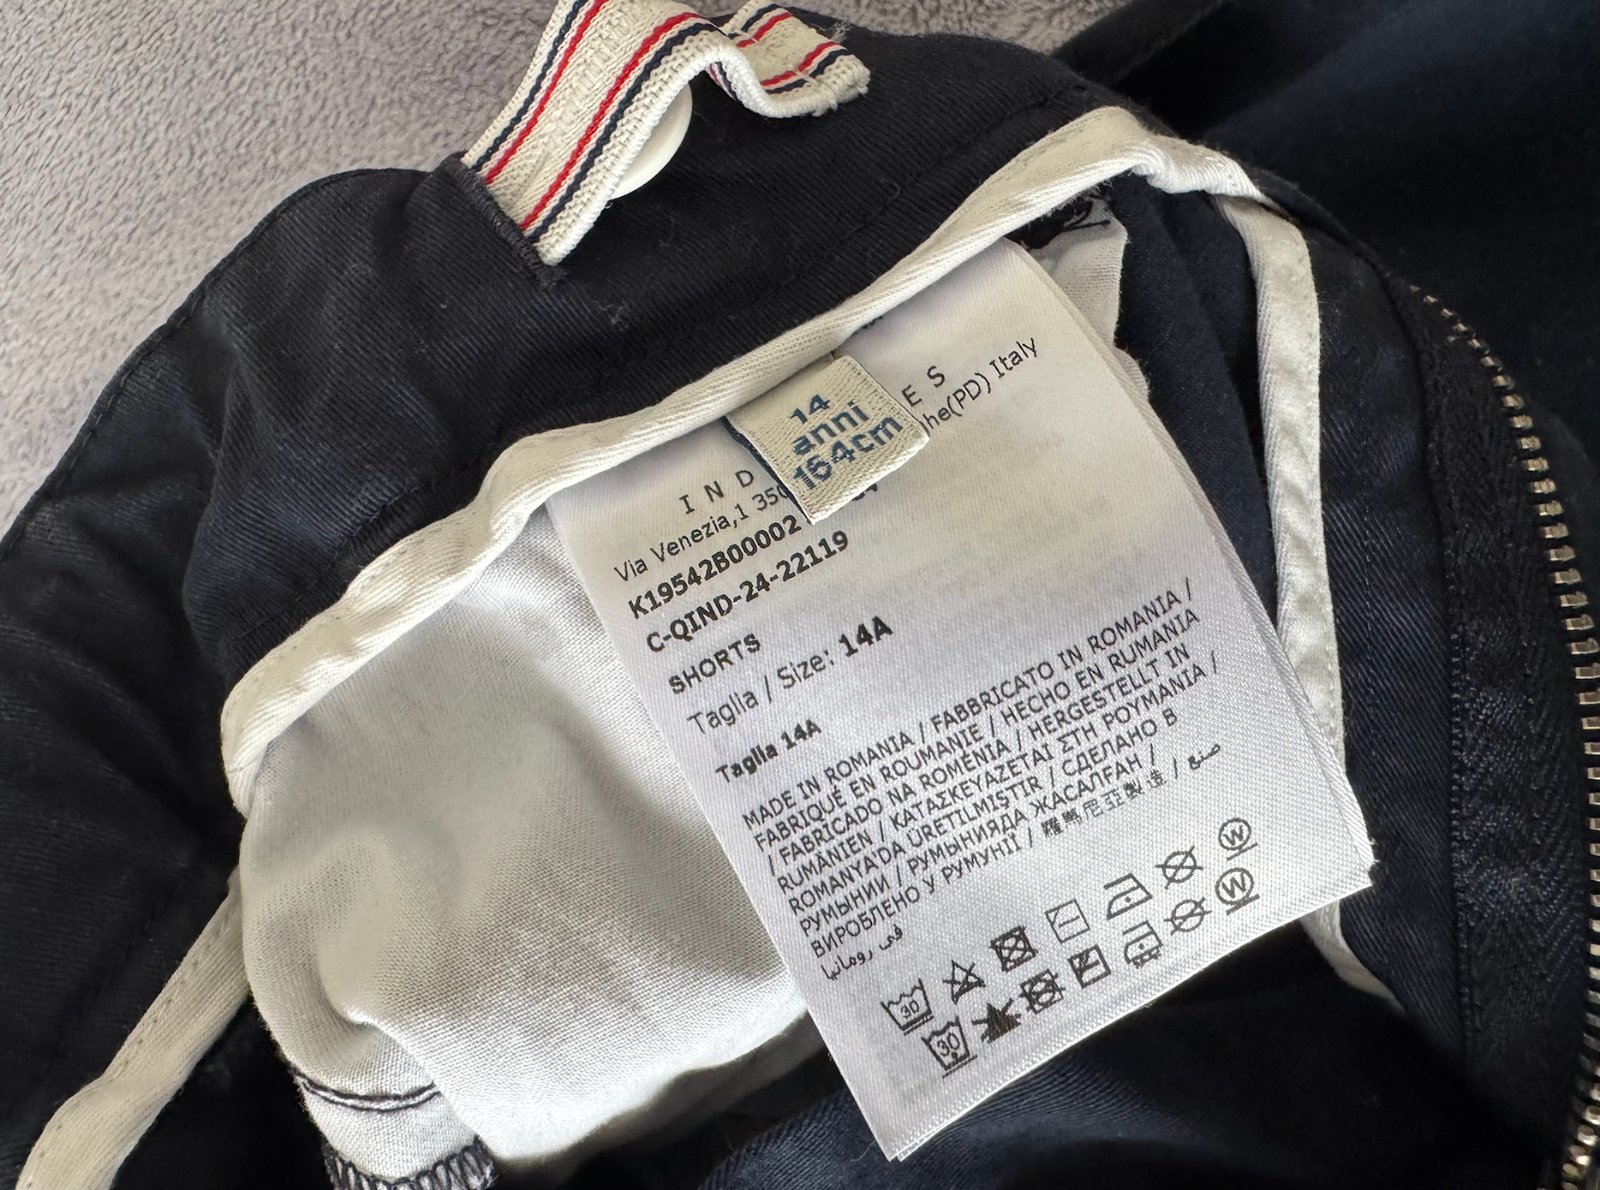 14
anni
164cm
I N D E S
Via Venezia,1 350 he(PD) Italy
K19542B00002
C-QIND-24-22119
SHORTS
Taglia / Size: 14A
Taglia 14A
MADE IN ROMANIA / FABBRICATO IN ROMANIA /
FABRIQUÉ EN ROUMANIE / HECHO EN RUMANIA
/ FABRICADO NA ROMÉNIA / HERGESTELLT IN
RUMÄNIEN / ΚΑΤΑΣΚΕΥΑΖΕΤΑΙ ΣΤΗ ΡΟΥΜΑΝΙΑ /
ROMANYA'DA ÜRETILMIŞTIR / СДЕЛАНО В
РУМЫНИИ / РУМЫНИЯДА ЖАСАЛҒАН /
ВИРОБЛЕНО У РУМУНІЇ / 羅馬尼亞製造 / صنع
في رومانيا
30 W
30 W